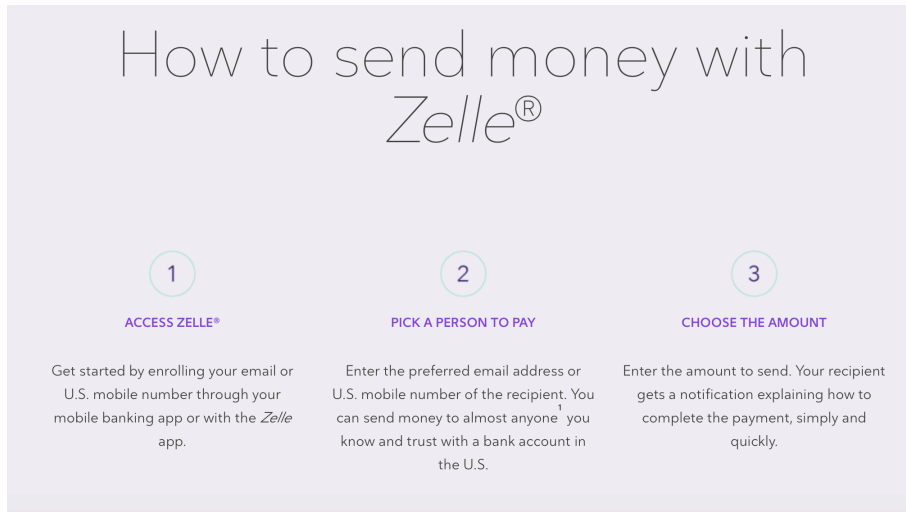 How to send money with
Zelle®
1
ACCESS ZELLE®
Get started by enrolling your email or
U.S. mobile number through your
mobile banking app or with the Zelle
app.
2
PICK A PERSON TO PAY
Enter the preferred email address or
U.S. mobile number of the recipient. You
can send money to almost anyone¹ you
know and trust with a bank account in
the U.S.
3
CHOOSE THE AMOUNT
Enter the amount to send. Your recipient
gets a notification explaining how to
complete the payment, simply and
quickly.